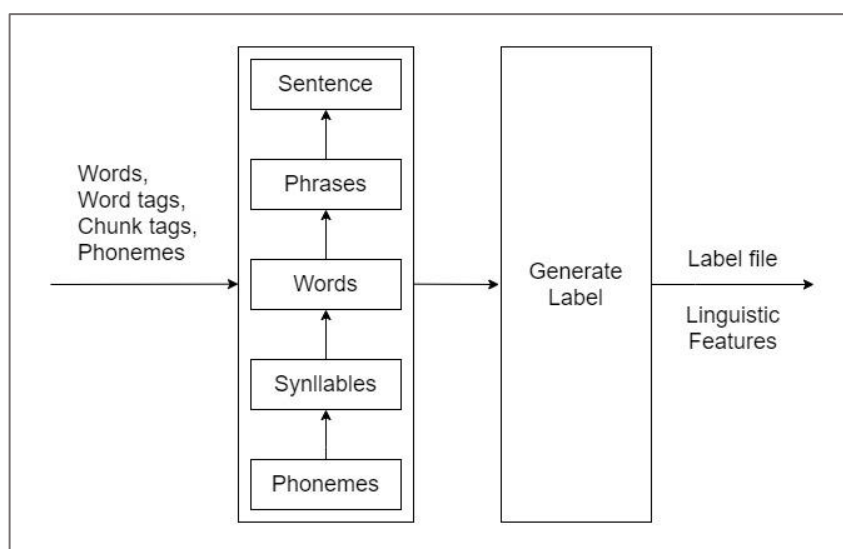 Words,
Word tags,
Chunk tags,
Phonemes
Sentence
Phrases
Words
Synllables
Phonemes
Generate
Label
Label file
Linguistic
Features